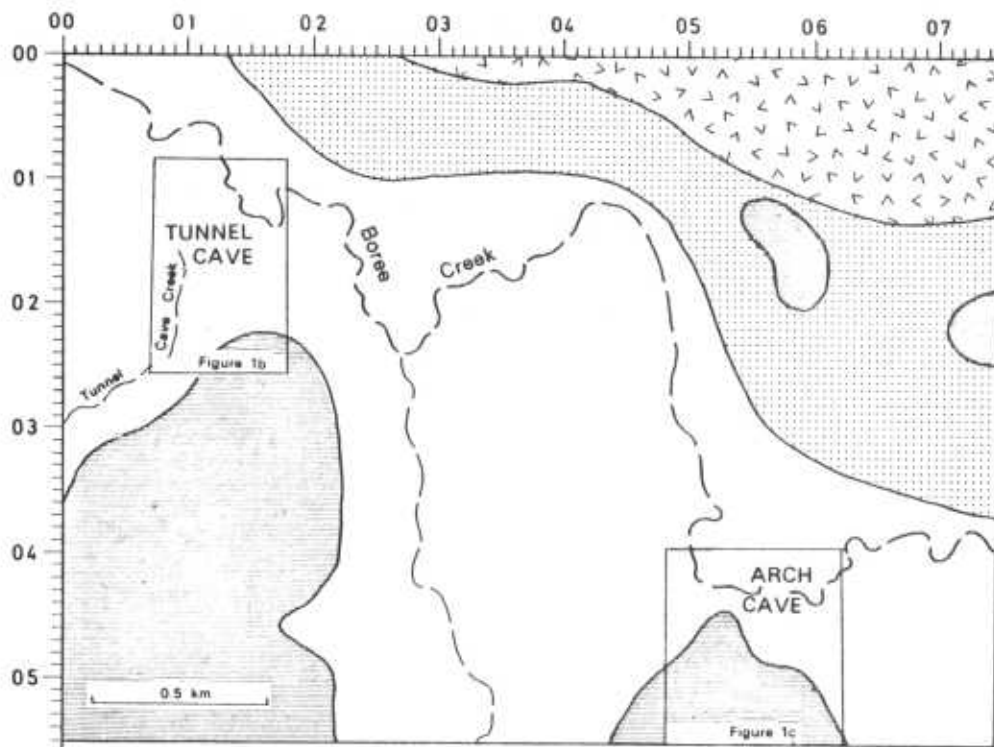 00 01 02 03 04 05 06 07
00
01
TUNNEL
CAVE
Boree
Creek
02
Cave Creek
Figure 1b
Tunnel
03
04
ARCH
CAVE
05
0.5 km
Figure 1c